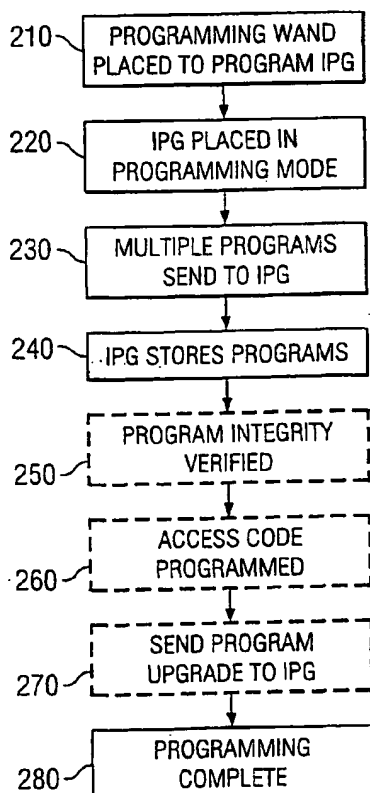 210
PROGRAMMING WAND
PLACED TO PROGRAM IPG
220
IPG PLACED IN
PROGRAMMING MODE
230
MULTIPLE PROGRAMS
SEND TO IPG
240
IPG STORES PROGRAMS
250
PROGRAM INTEGRITY
VERIFIED
260
ACCESS CODE
PROGRAMMED
270
SEND PROGRAM
UPGRADE TO IPG
280
PROGRAMMING
COMPLETE